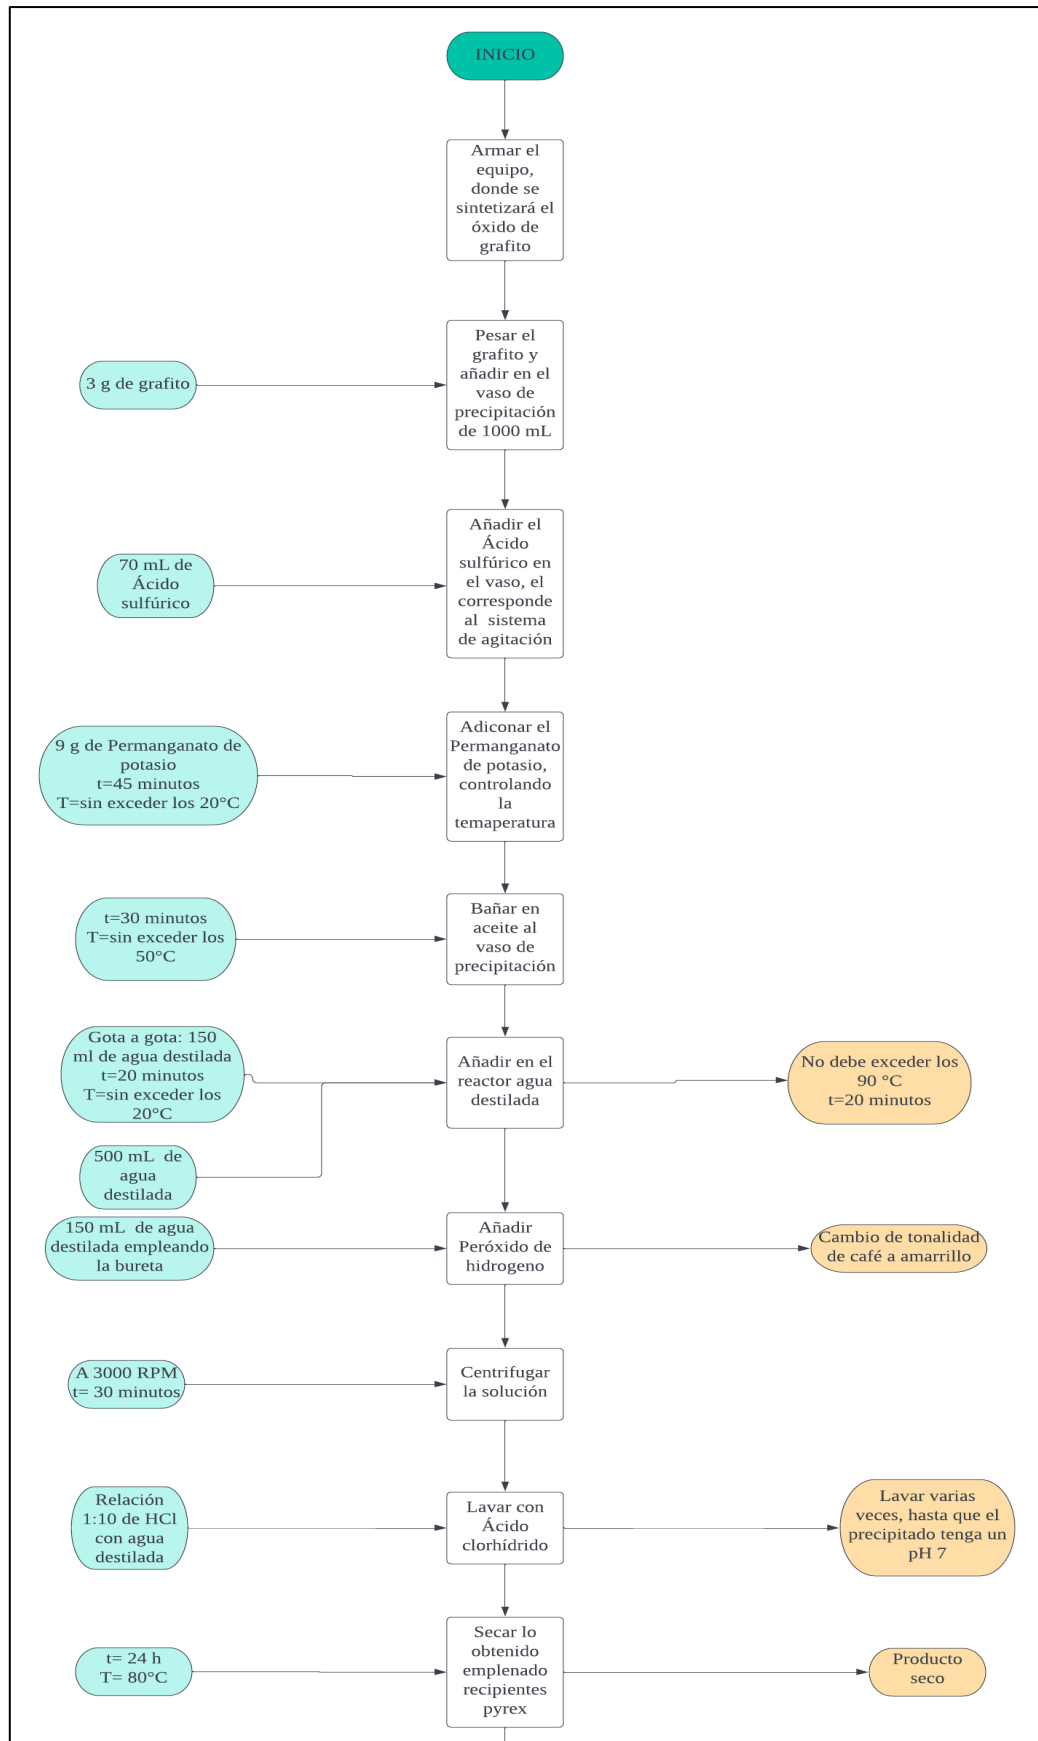 INICIO
Armar el
equipo,
donde se
sintetizará el
óxido de
grafito
3 g de grafito
Pesar el
grafito y
añadir en el
vaso de
precipitación
de 1000 mL
70 mL de
Ácido
sulfúrico
Añadir el
Ácido
sulfúrico en
el vaso, el
corresponde
al sistema
de agitación
9 g de Permanganato de
potasio
t=45 minutos
T=sin exceder los 20°C
Adiconar el
Permanganato
de potasio,
controlando
la
temaperatura
t=30 minutos
T=sin exceder los
50°C
Bañar en
aceite al
vaso de
precipitación
Gota a gota: 150
ml de agua destilada
t=20 minutos
T=sin exceder los
20°C
500 mL de
agua
destilada
Añadir en el
reactor agua
destilada
No debe exceder los
90 °C
t=20 minutos
150 mL de agua
destilada empleando
la bureta
Añadir
Peróxido de
hidrogeno
Cambio de tonalidad
de café a amarrillo
A 3000 RPM
t= 30 minutos
Centrifugar
la solución
Relación
1:10 de HCl
con agua
destilada
Lavar con
Ácido
clorhídrido
Lavar varias
veces, hasta que el
precipitado tenga un
pH 7
t= 24 h
T= 80°C
Secar lo
obtenido
emplenado
recipientes
pyrex
Producto
seco